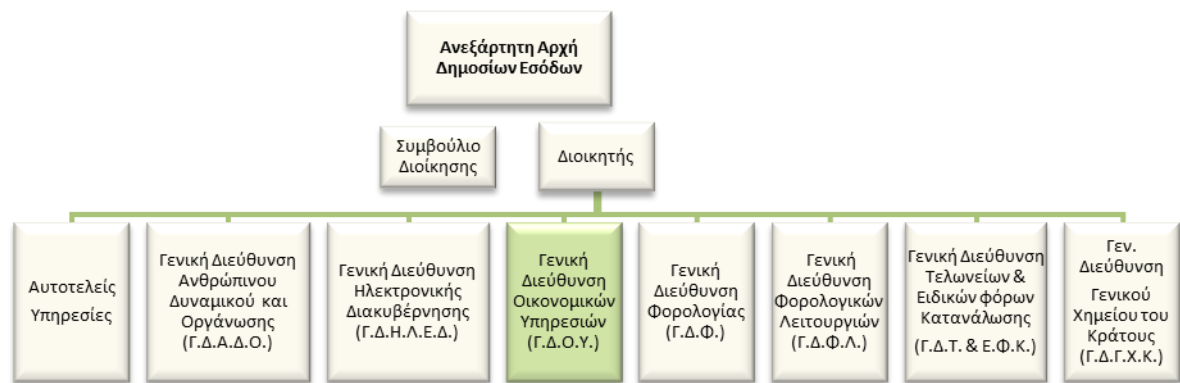 Ανεξάρτητη Αρχή
Δημοσίων Εσόδων
Συμβούλιο
Διοίκησης
Διοικητής
Αυτοτελείς
Υπηρεσίες
Γενική Διεύθυνση
Ανθρώπινου
Δυναμικού και
Οργάνωσης
(Γ.Δ.Α.Δ.Ο.)
Γενική Διεύθυνση
Ηλεκτρονικής
Διακυβέρνησης
(Γ.Δ.Η.Λ.Ε.Δ.)
Γενική
Διεύθυνση
Οικονομικών
Υπηρεσιών
(Γ.Δ.Ο.Υ.)
Γενική
Διεύθυνση
Φορολογίας
(Γ.Δ.Φ.)
Γενική
Διεύθυνση
Φορολογικών
Λειτουργιών
(Γ.Δ.Φ.Λ.)
Γενική Διεύθυνση
Τελωνείων &
Ειδικών φόρων
Κατανάλωσης
(Γ.Δ.Τ. & Ε.Φ.Κ.)
Γεν.
Διεύθυνση
Γενικού
Χημείου του
Κράτους
(Γ.Δ.Γ.Χ.Κ.)